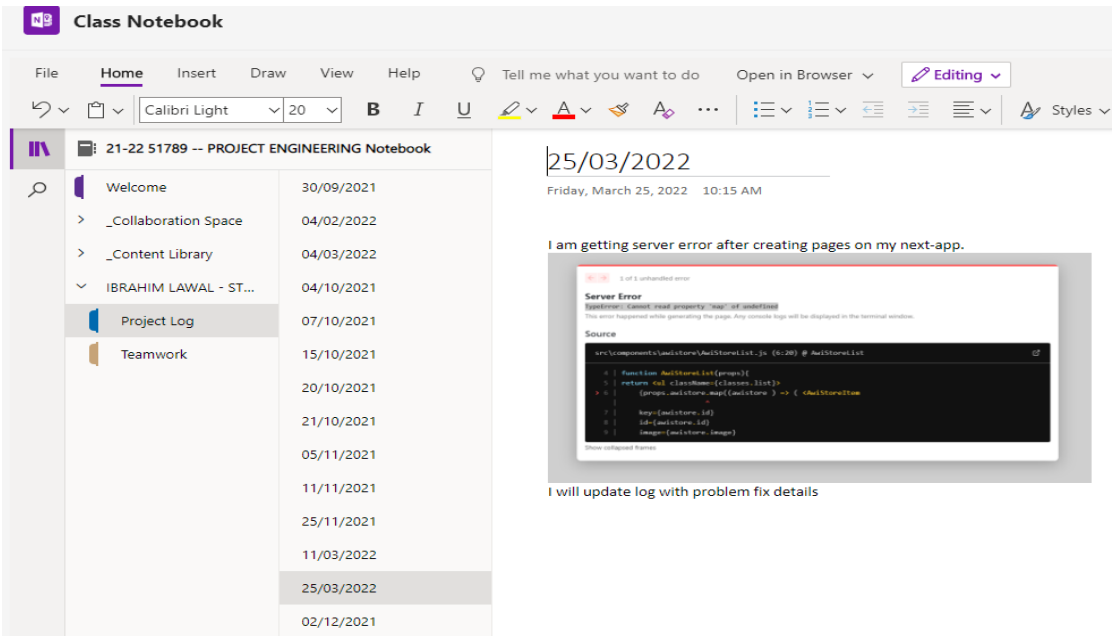 Class Notebook
File Home Insert Draw View Help Tell me what you want to do Open in Browser Editing
Calibri Light 20 B I U A A ... Styles
21-22 51789 -- PROJECT ENGINEERING Notebook
Welcome
_Collaboration Space
_Content Library
IBRAHIM LAWAL - ST...
Project Log
Teamwork
30/09/2021
04/02/2022
04/03/2022
04/10/2021
07/10/2021
15/10/2021
20/10/2021
21/10/2021
05/11/2021
11/11/2021
25/11/2021
11/03/2022
25/03/2022
02/12/2021
25/03/2022
Friday, March 25, 2022 10:15 AM
I am getting server error after creating pages on my next-app.
1 of 1 unhandled error
Server Error
TypeError: Cannot read property 'map' of undefined
This error happened while generating the page. Any console logs will be displayed in the terminal window.
Source
src\components\awistore\AwiStoreList.js (6:20) @ AwiStoreList
4 | function AwiStoreList(props){
5 | return <ul className={classes.list}>
> 6 | {props.awistore.map((awistore ) => ( <AwiStoreItem
| ^
7 | key={awistore.id}
8 | id={awistore.id}
9 | image={awistore.image}
Show collapsed frames
I will update log with problem fix details